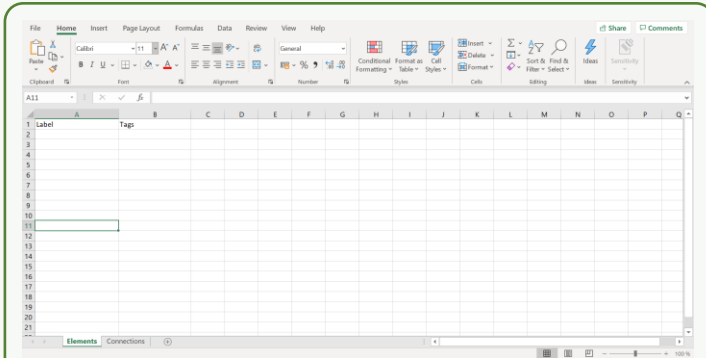 File Home Insert Page Layout Formulas Data Review View Help Share Comments
Paste Calibri 11 A A General Insert Delete Format Conditional Formatting Format as Table Cell Styles Sort & Filter Find & Select Ideas Sensitivity
B I U A % 9
Clipboard Font Alignment Number Styles Cells Editing Ideas Sensitivity
A11 fx
A B C D E F G H I J K L M N O P Q
1 Label Tags
2
3
4
5
6
7
8
9
10
11
12
13
14
15
16
17
18
19
20
21
Elements Connections
100%